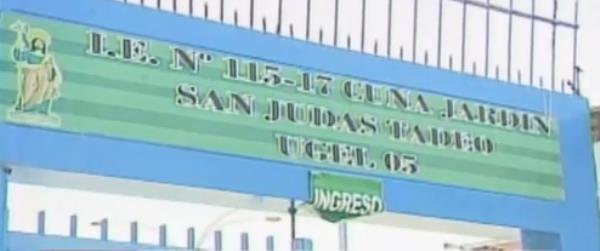 I.E. Nº 115-17 CUNA JARDIN
SAN JUDAS TADEO
UGEL 05
INGRESO